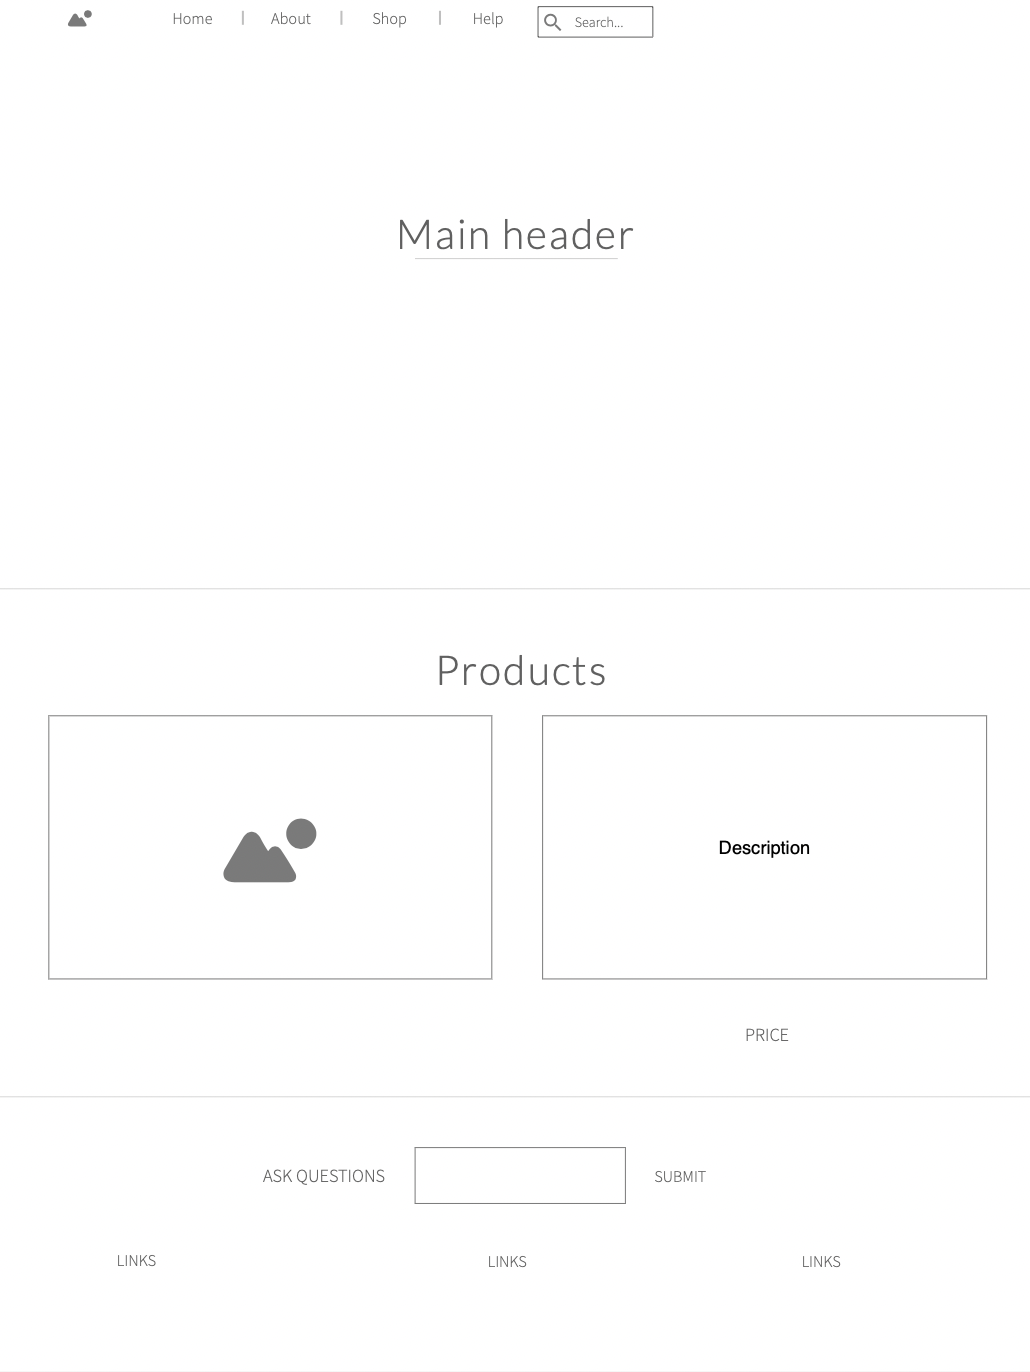 Home | About | Shop | Help Search...
Main header
Products
Description
PRICE
ASK QUESTIONS SUBMIT
LINKS LINKS LINKS